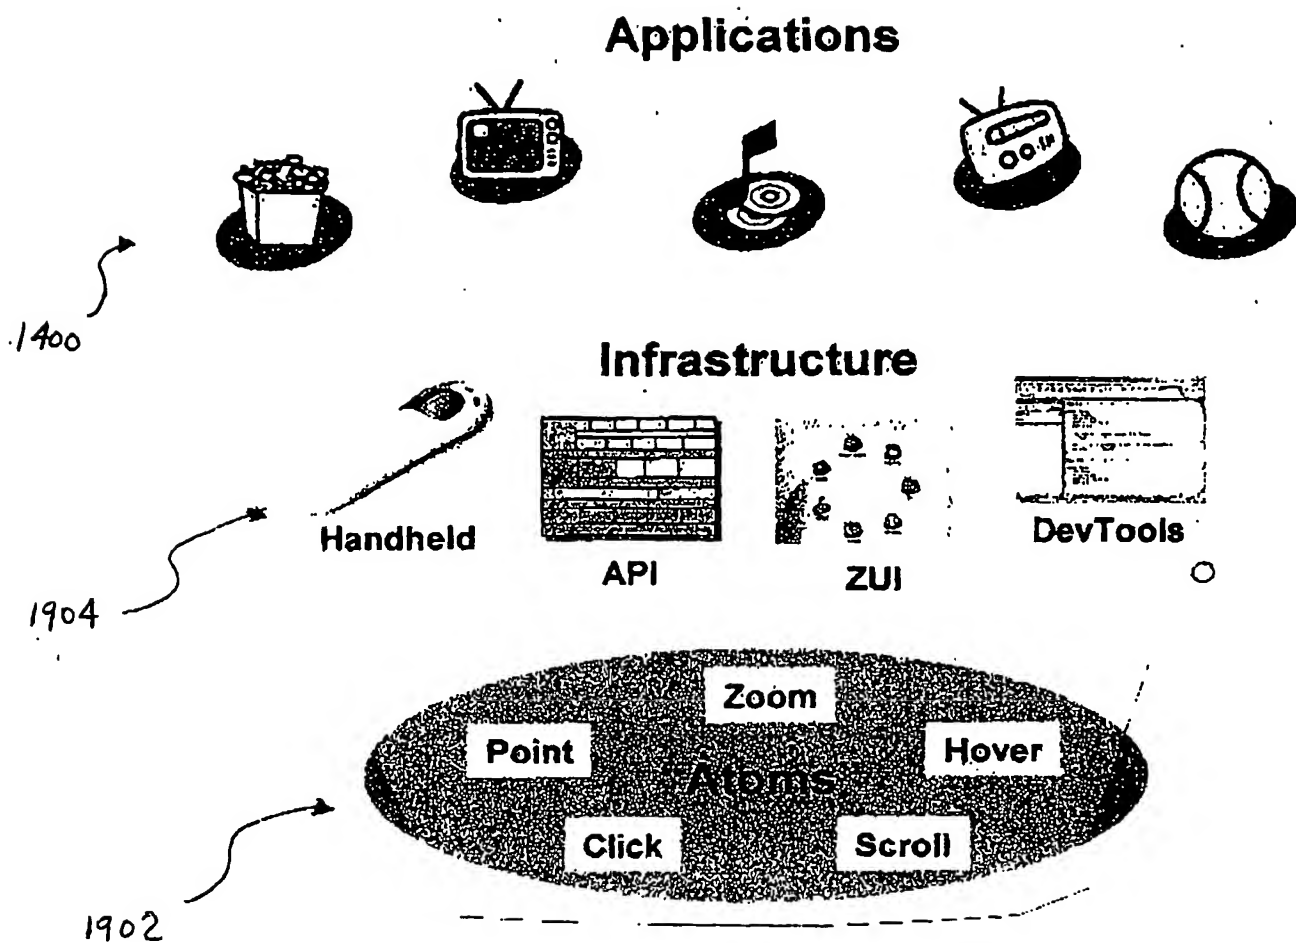 Applications
1400
Infrastructure
Handheld
API
ZUI
DevTools
1904
Zoom
Point
Hover
Atoms
Click
Scroll
1902